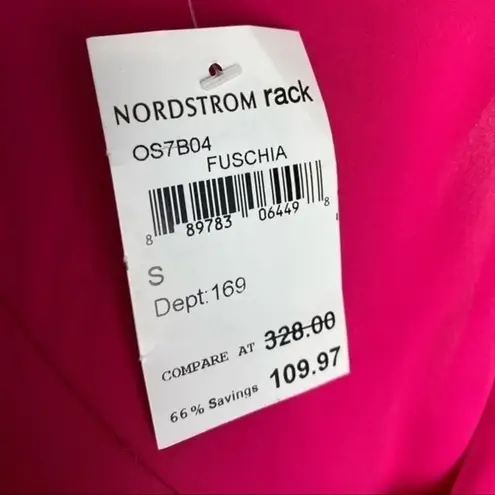 NORDSTROM rack
OS7B04
FUSCHIA
8 89783 06449 8
S
Dept:169
COMPARE AT 328.00
66% Savings 109.97